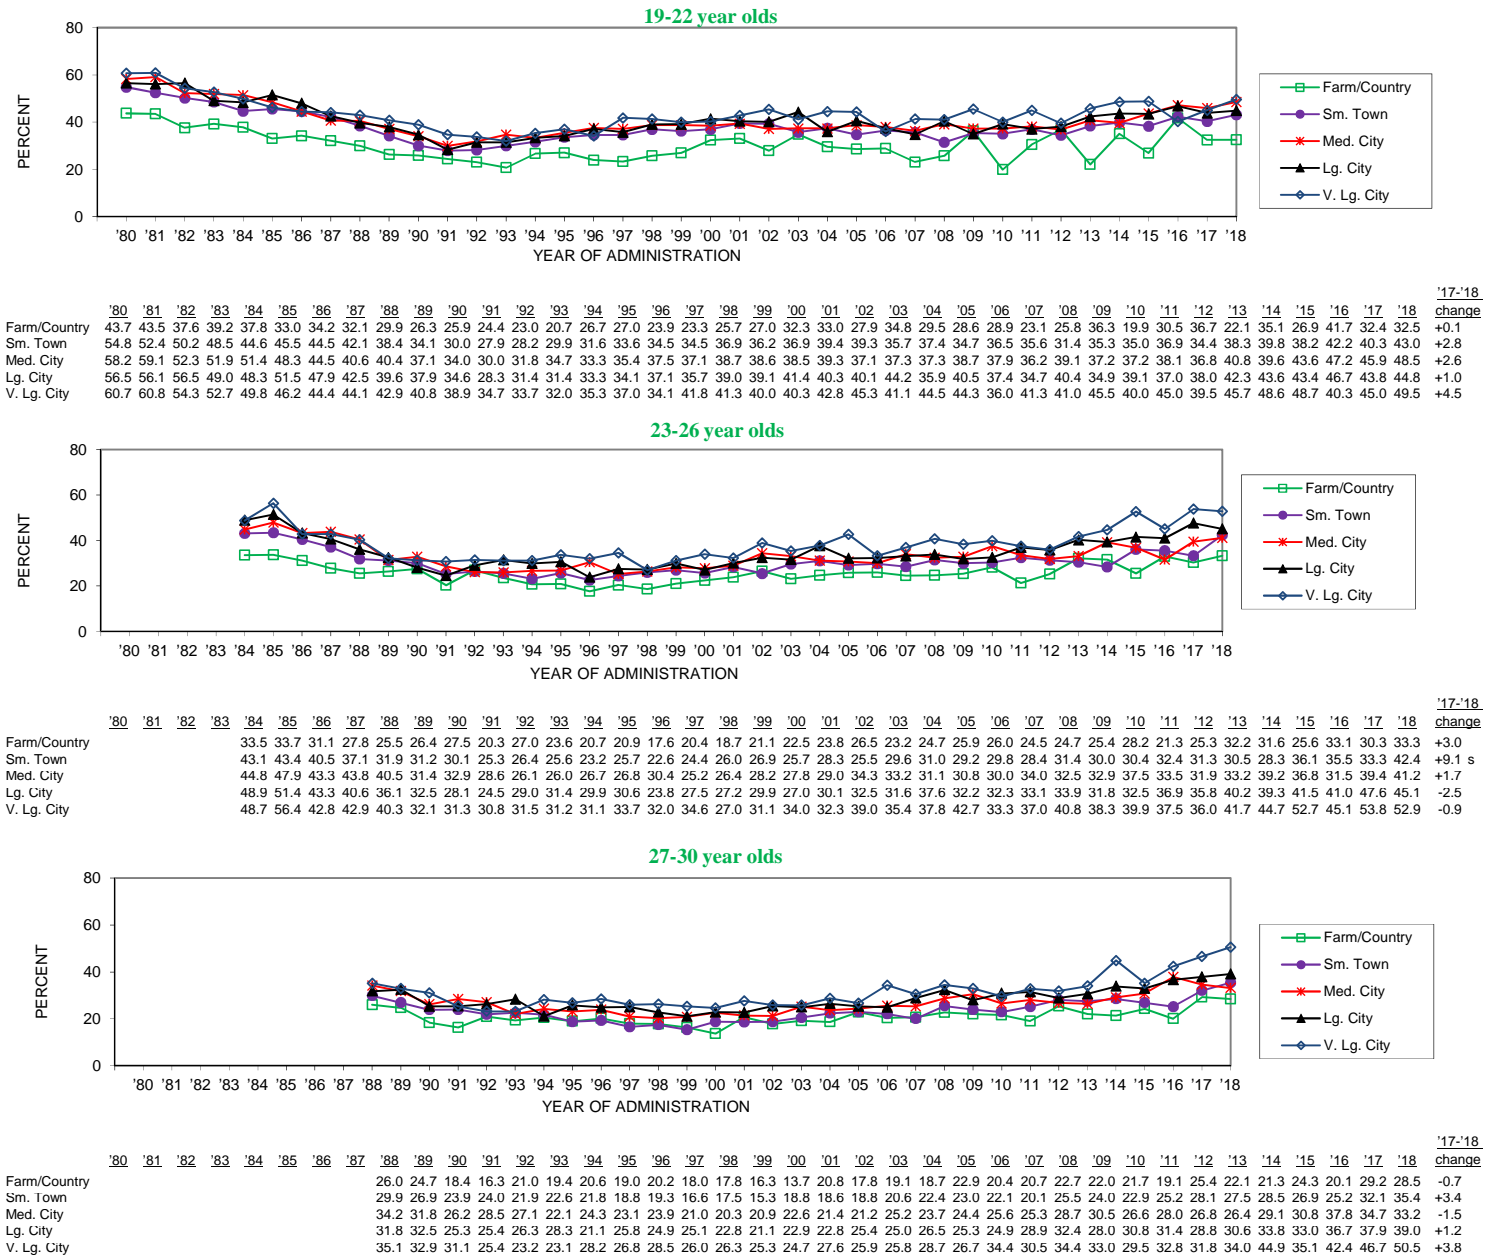 19-22 year olds
80
60
40
20
0
PERCENT
'80 '81 '82 '83 '84 '85 '86 '87 '88 '89 '90 '91 '92 '93 '94 '95 '96 '97 '98 '99 '00 '01 '02 '03 '04 '05 '06 '07 '08 '09 '10 '11 '12 '13 '14 '15 '16 '17 '18
YEAR OF ADMINISTRATION
Farm/Country
Sm. Town
Med. City
Lg. City
V. Lg. City
'17-'18
'80 '81 '82 '83 '84 '85 '86 '87 '88 '89 '90 '91 '92 '93 '94 '95 '96 '97 '98 '99 '00 '01 '02 '03 '04 '05 '06 '07 '08 '09 '10 '11 '12 '13 '14 '15 '16 '17 '18 change
Farm/Country 43.7 43.5 37.6 39.2 37.8 33.0 34.2 32.1 29.9 26.3 25.9 24.4 23.0 20.7 26.7 27.0 23.9 23.3 25.7 27.0 32.3 33.0 27.9 34.8 29.5 28.6 28.9 23.1 25.8 36.3 19.9 30.5 36.7 22.1 35.1 26.9 41.7 32.4 32.5 +0.1
Sm. Town 54.8 52.4 50.2 48.5 44.6 45.5 44.5 42.1 38.4 34.1 30.0 27.9 28.2 29.9 31.6 33.6 34.5 34.5 36.9 36.2 36.9 39.4 39.3 35.7 37.4 34.7 36.5 35.6 31.4 35.3 35.0 36.9 34.4 38.3 39.8 38.2 42.2 40.3 43.0 +2.8
Med. City 58.2 59.1 52.3 51.9 51.4 48.3 44.5 40.6 40.4 37.1 34.0 30.0 31.8 34.7 33.3 35.4 37.5 37.1 38.7 38.6 38.5 39.3 37.1 37.3 37.3 38.7 37.9 36.2 39.1 37.2 37.2 38.1 36.8 40.8 39.6 43.6 47.2 45.9 48.5 +2.6
Lg. City 56.5 56.1 56.5 49.0 48.3 51.5 47.9 42.5 39.6 37.9 34.6 28.3 31.4 31.4 33.3 34.1 37.1 35.7 39.0 39.1 41.4 40.3 40.1 44.2 35.9 40.5 37.4 34.7 40.4 34.9 39.1 37.0 38.0 42.3 43.6 43.4 46.7 43.8 44.8 +1.0
V. Lg. City 60.7 60.8 54.3 52.7 49.8 46.2 44.4 44.1 42.9 40.8 38.9 34.7 33.7 32.0 35.3 37.0 34.1 41.8 41.3 40.0 40.3 42.8 45.3 41.1 44.5 44.3 36.0 41.3 41.0 45.5 40.0 45.0 39.5 45.7 48.6 48.7 40.3 45.0 49.5 +4.5
23-26 year olds
80
60
40
20
0
PERCENT
'80 '81 '82 '83 '84 '85 '86 '87 '88 '89 '90 '91 '92 '93 '94 '95 '96 '97 '98 '99 '00 '01 '02 '03 '04 '05 '06 '07 '08 '09 '10 '11 '12 '13 '14 '15 '16 '17 '18
YEAR OF ADMINISTRATION
Farm/Country
Sm. Town
Med. City
Lg. City
V. Lg. City
'17-'18
'80 '81 '82 '83 '84 '85 '86 '87 '88 '89 '90 '91 '92 '93 '94 '95 '96 '97 '98 '99 '00 '01 '02 '03 '04 '05 '06 '07 '08 '09 '10 '11 '12 '13 '14 '15 '16 '17 '18 change
Farm/Country 33.5 33.7 31.1 27.8 25.5 26.4 27.5 20.3 27.0 23.6 20.7 20.9 17.6 20.4 18.7 21.1 22.5 23.8 26.5 23.2 24.7 25.9 26.0 24.5 24.7 25.4 28.2 21.3 25.3 32.2 31.6 25.6 33.1 30.3 33.3 +3.0
Sm. Town 43.1 43.4 40.5 37.1 31.9 31.2 30.1 25.3 26.4 25.6 23.2 25.7 22.6 24.4 26.0 26.9 25.7 28.3 25.5 29.6 31.0 29.2 29.8 28.4 31.4 30.0 30.4 32.4 31.3 30.5 28.3 36.1 35.5 33.3 42.4 +9.1 s
Med. City 44.8 47.9 43.3 43.8 40.5 31.4 32.9 28.6 26.1 26.0 26.7 26.8 30.4 25.2 26.4 28.2 27.8 29.0 34.3 33.2 31.1 30.8 30.0 34.0 32.5 32.9 37.5 33.5 31.9 33.2 39.2 36.8 31.5 39.4 41.2 +1.7
Lg. City 48.9 51.4 43.3 40.6 36.1 32.5 28.1 24.5 29.0 31.4 29.9 30.6 23.8 27.5 27.2 29.9 27.0 30.1 32.5 31.6 37.6 32.2 32.3 33.1 33.9 31.8 32.5 36.9 35.8 40.2 39.3 41.5 41.0 47.6 45.1 -2.5
V. Lg. City 48.7 56.4 42.8 42.9 40.3 32.1 31.3 30.8 31.5 31.2 31.1 33.7 32.0 34.6 27.0 31.1 34.0 32.3 39.0 35.4 37.8 42.7 33.3 37.0 40.8 38.3 39.9 37.5 36.0 41.7 44.7 52.7 45.1 53.8 52.9 -0.9
27-30 year olds
80
60
40
20
0
PERCENT
'80 '81 '82 '83 '84 '85 '86 '87 '88 '89 '90 '91 '92 '93 '94 '95 '96 '97 '98 '99 '00 '01 '02 '03 '04 '05 '06 '07 '08 '09 '10 '11 '12 '13 '14 '15 '16 '17 '18
YEAR OF ADMINISTRATION
Farm/Country
Sm. Town
Med. City
Lg. City
V. Lg. City
'17-'18
'80 '81 '82 '83 '84 '85 '86 '87 '88 '89 '90 '91 '92 '93 '94 '95 '96 '97 '98 '99 '00 '01 '02 '03 '04 '05 '06 '07 '08 '09 '10 '11 '12 '13 '14 '15 '16 '17 '18 change
Farm/Country 26.0 24.7 18.4 16.3 21.0 19.4 20.6 19.0 20.2 18.0 17.8 16.3 13.7 20.8 17.8 19.1 18.7 22.9 20.4 20.7 22.7 22.0 21.7 19.1 25.4 22.1 21.3 24.3 20.1 29.2 28.5 -0.7
Sm. Town 29.9 26.9 23.9 24.0 21.9 22.6 21.8 18.8 19.3 16.6 17.5 15.3 18.8 18.6 18.8 20.6 22.4 23.0 22.1 20.1 25.5 24.0 22.9 25.2 28.1 27.5 28.5 26.9 25.2 32.1 35.4 +3.4
Med. City 34.2 31.8 26.2 28.5 27.1 22.1 24.3 23.1 23.9 21.0 20.3 20.9 22.6 21.4 21.2 25.2 23.7 24.4 25.6 25.3 28.7 30.5 26.6 28.0 26.8 26.4 29.1 30.8 37.8 34.7 33.2 -1.5
Lg. City 31.8 32.5 25.3 25.4 26.3 28.3 21.1 25.8 24.9 25.1 22.8 21.1 22.9 22.8 25.4 25.0 26.5 25.3 24.9 28.9 32.4 28.0 30.8 31.4 28.8 30.6 33.8 33.0 36.7 37.9 39.0 +1.2
V. Lg. City 35.1 32.9 31.1 25.4 23.2 23.1 28.2 26.8 28.5 26.0 26.3 25.3 24.7 27.6 25.9 25.8 28.7 26.7 34.4 30.5 34.4 33.0 29.5 32.8 31.8 34.0 44.9 35.1 42.4 46.7 50.5 +3.8